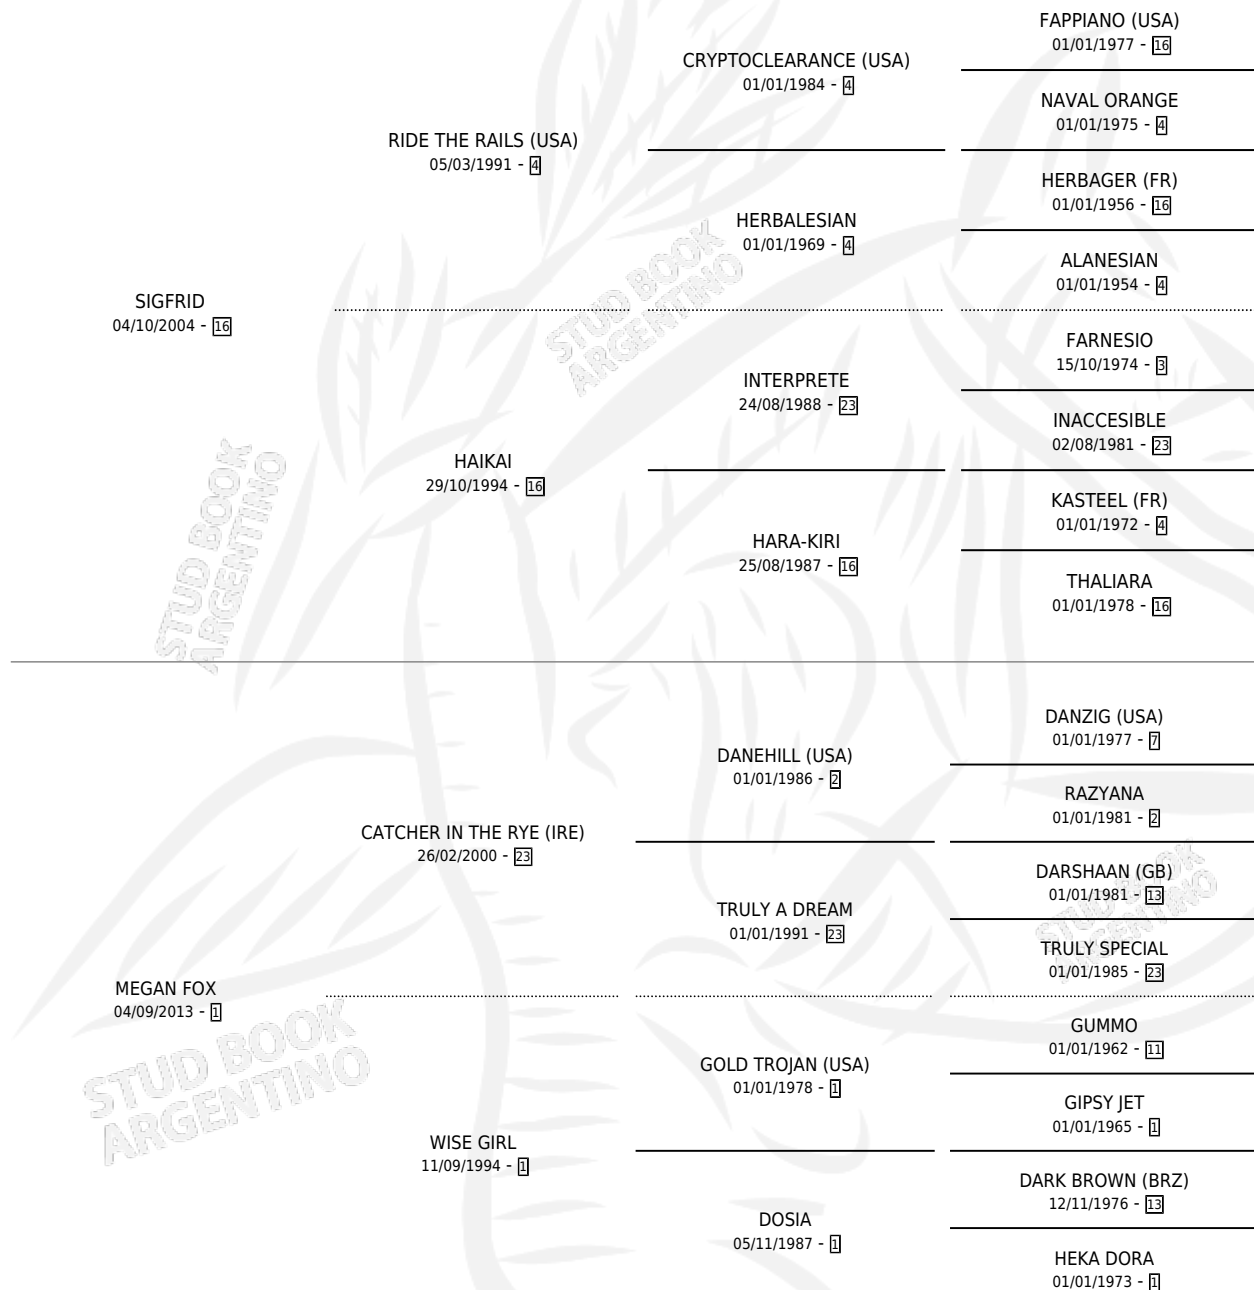 FAPPIANO (USA)
01/01/1977 - 16
CRYPTOCLEARANCE (USA)
01/01/1984 - 4
NAVAL ORANGE
01/01/1975 - 4
RIDE THE RAILS (USA)
05/03/1991 - 4
HERBAGER (FR)
01/01/1956 - 16
HERBALESIAN
01/01/1969 - 4
ALANESIAN
01/01/1954 - 4
SIGFRID
04/10/2004 - 16
FARNESIO
15/10/1974 - 3
INTERPRETE
24/08/1988 - 23
INACCESIBLE
02/08/1981 - 23
HAIKAI
29/10/1994 - 16
KASTEEL (FR)
01/01/1972 - 4
HARA-KIRI
25/08/1987 - 16
THALIARA
01/01/1978 - 16
DANZIG (USA)
01/01/1977 - 7
DANEHILL (USA)
01/01/1986 - 2
RAZYANA
01/01/1981 - 2
CATCHER IN THE RYE (IRE)
26/02/2000 - 23
DARSHAAN (GB)
01/01/1981 - 13
TRULY A DREAM
01/01/1991 - 23
TRULY SPECIAL
01/01/1985 - 23
MEGAN FOX
04/09/2013 - 1
GUMMO
01/01/1962 - 11
GOLD TROJAN (USA)
01/01/1978 - 1
GIPSY JET
01/01/1965 - 1
WISE GIRL
11/09/1994 - 1
DARK BROWN (BRZ)
12/11/1976 - 13
DOSIA
05/11/1987 - 1
HEKA DORA
01/01/1973 - 1
STUD BOOK
ARGENTINO
STUD BOOK
ARGENTINO
STUD BOOK
ARGENTINO
STUD BOOK
ARGENTINO